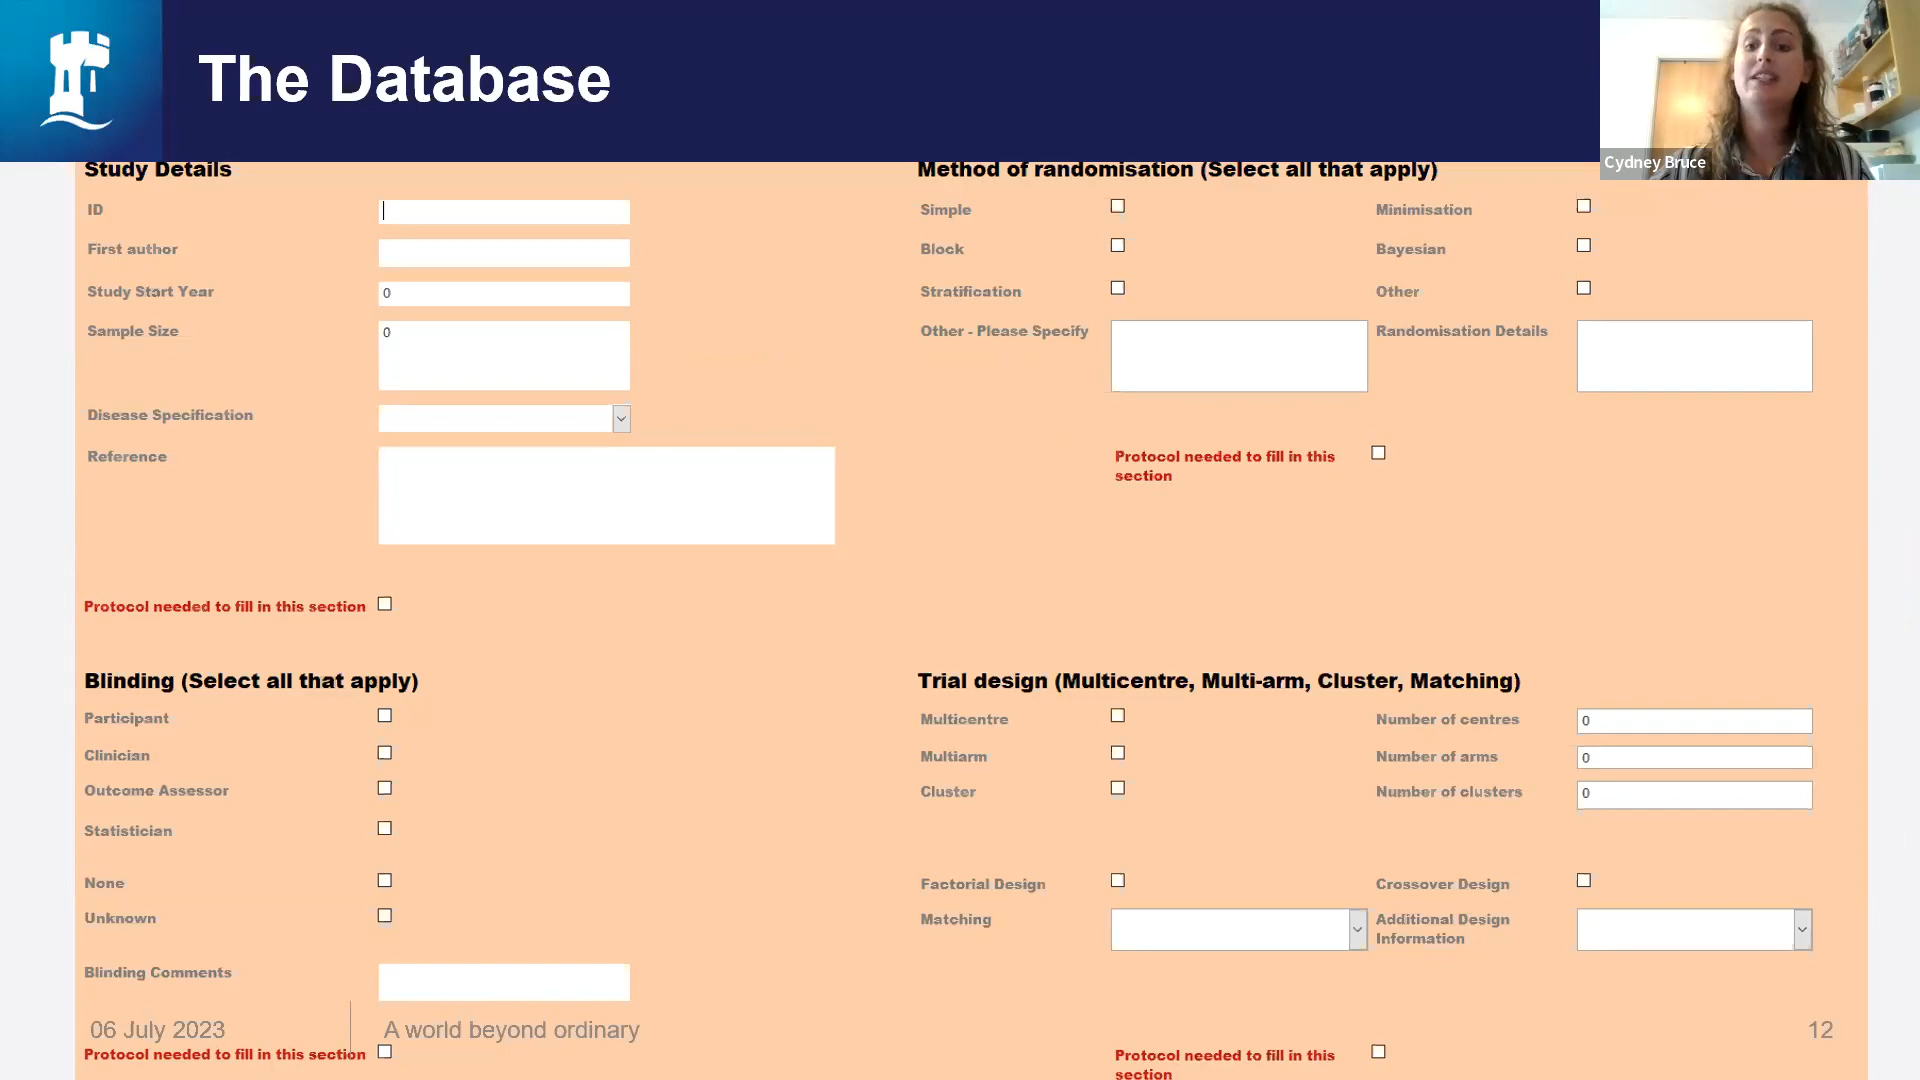 The Database
Cydney Bruce
Study Details
ID
First author
Study Start Year
0
Sample Size
0
Disease Specification
Reference
Protocol needed to fill in this section
Method of randomisation (Select all that apply)
Simple
Minimisation
Block
Bayesian
Stratification
Other
Other - Please Specify
Randomisation Details
Protocol needed to fill in this
section
Blinding (Select all that apply)
Participant
Clinician
Outcome Assessor
Statistician
None
Unknown
Blinding Comments
Protocol needed to fill in this section
Trial design (Multicentre, Multi-arm, Cluster, Matching)
Multicentre
Number of centres
0
Multiarm
Number of arms
0
Cluster
Number of clusters
0
Factorial Design
Crossover Design
Matching
Additional Design
Information
Protocol needed to fill in this
section
06 July 2023
A world beyond ordinary
12